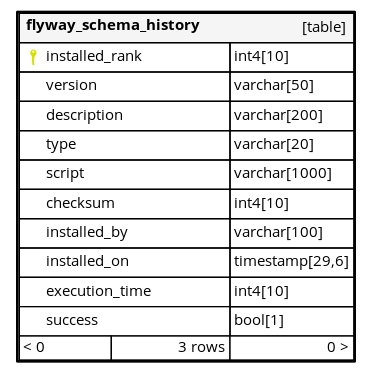 flyway_schema_history [table]
installed_rank int4[10]
version varchar[50]
description varchar[200]
type varchar[20]
script varchar[1000]
checksum int4[10]
installed_by varchar[100]
installed_on timestamp[29,6]
execution_time int4[10]
success bool[1]
< 0 3 rows 0 >